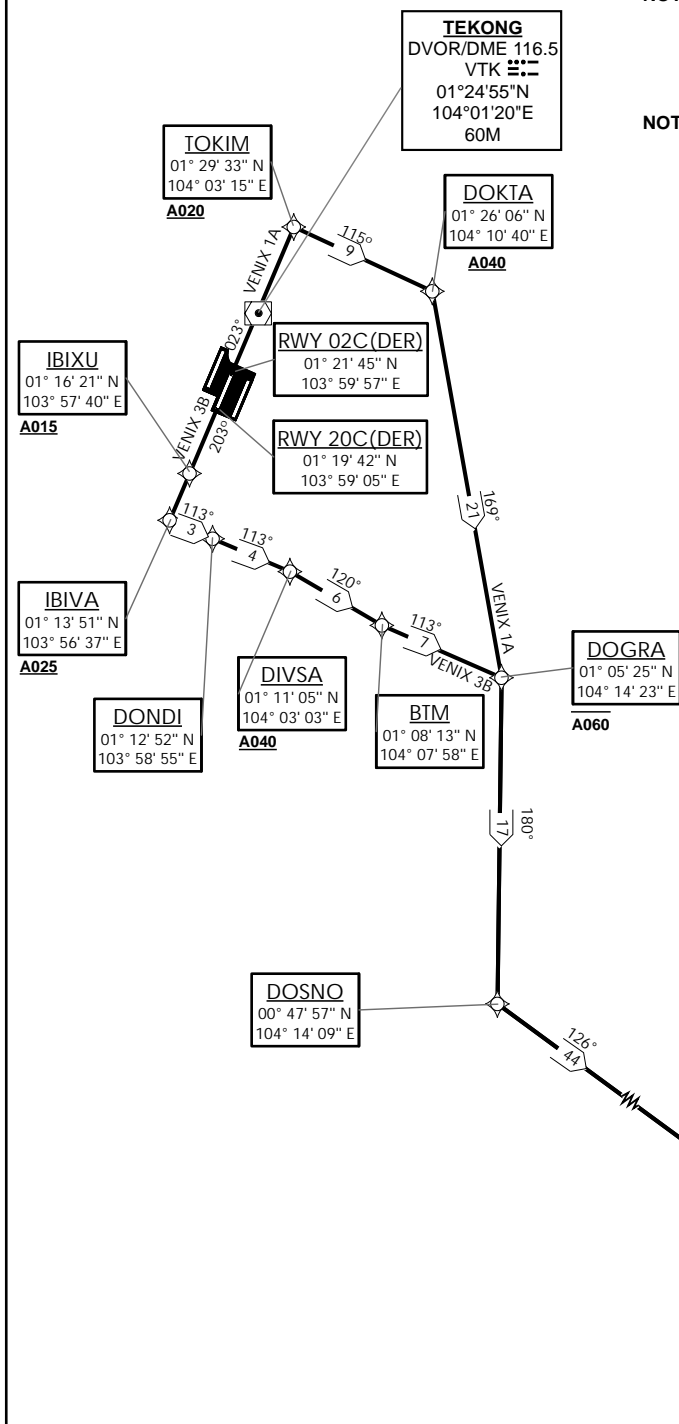 NOT
TEKONG
DVOR/DME 116.5
VTK
01°24'55"N
104°01'20"E
60M
NOT
TOKIM
01° 29' 33" N
104° 03' 15" E
A020
DOKTA
01° 26' 06" N
104° 10' 40" E
A040
VENIX 1A
115°
9
023°
RWY 02C(DER)
01° 21' 45" N
103° 59' 57" E
IBIXU
01° 16' 21" N
103° 57' 40" E
A015
VENIX 3B
203°
RWY 20C(DER)
01° 19' 42" N
103° 59' 05" E
169°
21
113°
3
113°
4
120°
6
113°
7
VENIX 3B
VENIX 1A
IBIVA
01° 13' 51" N
103° 56' 37" E
A025
DIVSA
01° 11' 05" N
104° 03' 03" E
A040
DOGRA
01° 05' 25" N
104° 14' 23" E
A060
DONDI
01° 12' 52" N
103° 58' 55" E
BTM
01° 08' 13" N
104° 07' 58" E
180°
17
DOSNO
00° 47' 57" N
104° 14' 09" E
126°
44